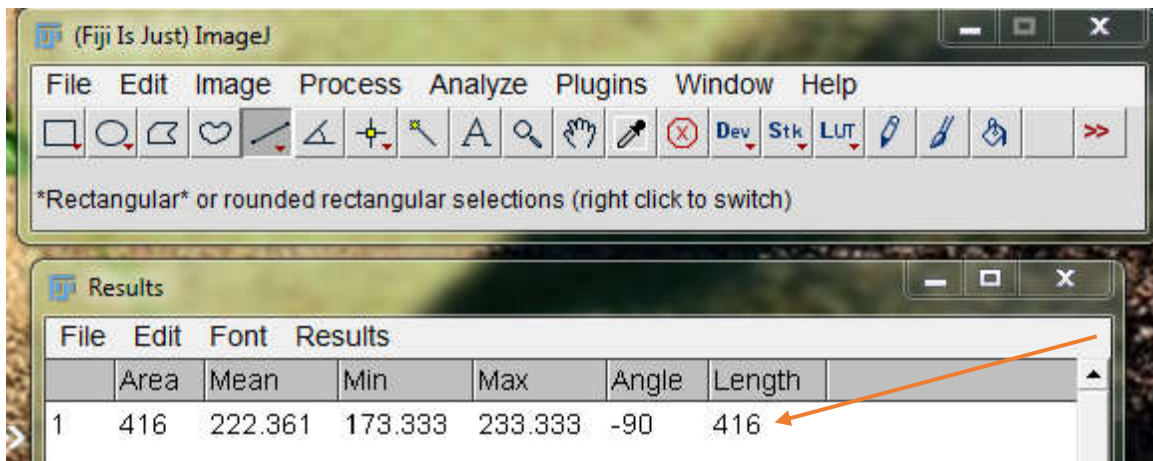 (Fiji Is Just) ImageJ
File Edit Image Process Analyze Plugins Window Help
A Dev Stk LUT >>
*Rectangular* or rounded rectangular selections (right click to switch)
Results
File Edit Font Results
Area Mean Min Max Angle Length
1 416 222.361 173.333 233.333 -90 416